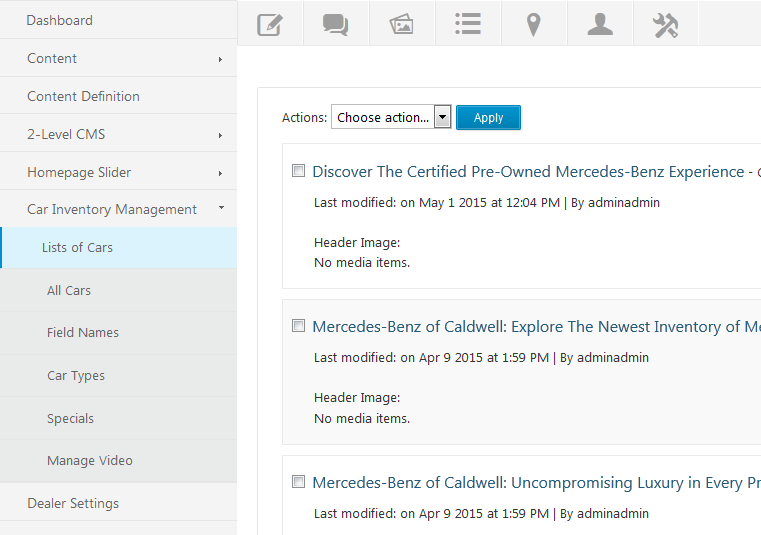 Dashboard
Content
Content Definition
2-Level CMS
Homepage Slider
Car Inventory Management
Lists of Cars
All Cars
Field Names
Car Types
Specials
Manage Video
Dealer Settings
Actions: Choose action... Apply
Discover The Certified Pre-Owned Mercedes-Benz Experience -
Last modified: on May 1 2015 at 12:04 PM | By adminadmin
Header Image:
No media items.
Mercedes-Benz of Caldwell: Explore The Newest Inventory of
Last modified: on Apr 9 2015 at 1:59 PM | By adminadmin
Header Image:
No media items.
Mercedes-Benz of Caldwell: Uncompromising Luxury in Every
Last modified: on Apr 9 2015 at 1:59 PM | By adminadmin